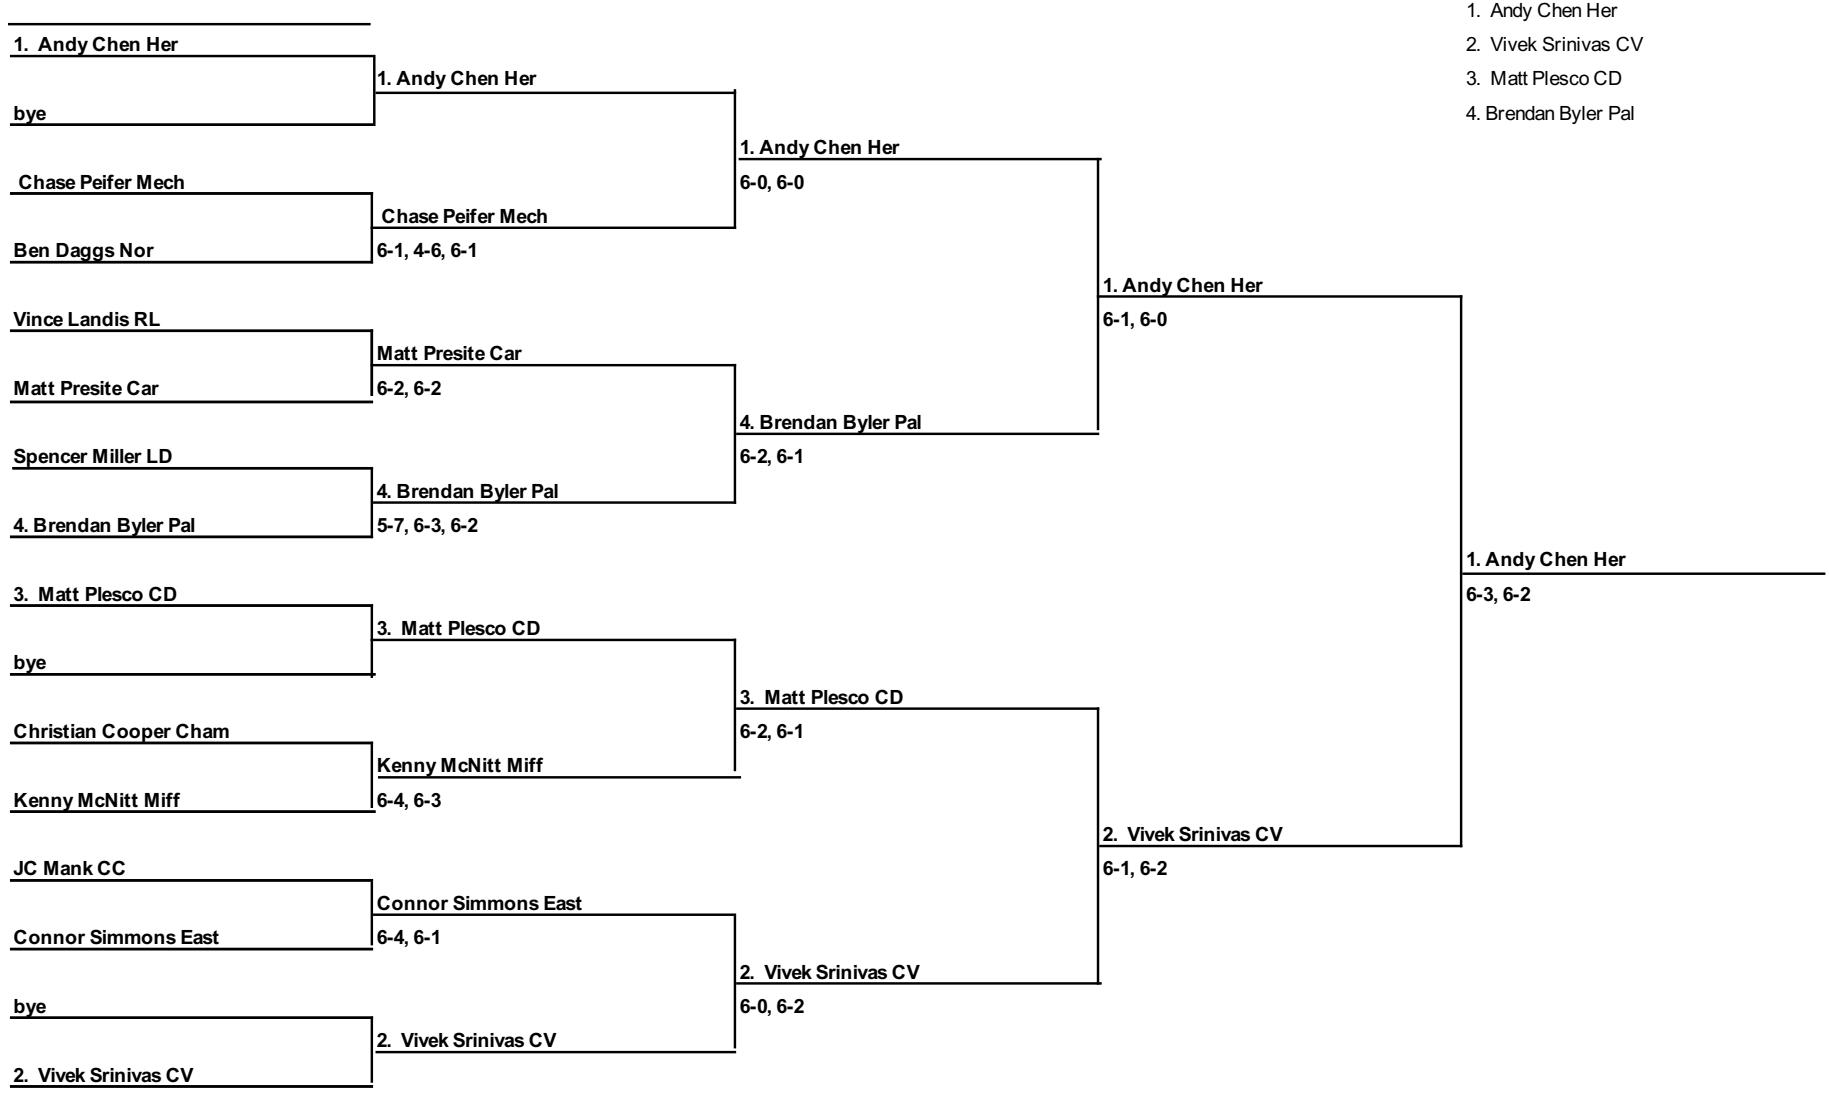 1. Andy Chen Her
2. Vivek Srinivas CV
3. Matt Plesco CD
4. Brendan Byler Pal
1. Andy Chen Her
bye
Chase Peifer Mech
Ben Daggs Nor
Vince Landis RL
Matt Presite Car
Spencer Miller LD
4. Brendan Byler Pal
3. Matt Plesco CD
bye
Christian Cooper Cham
Kenny McNitt Miff
JC Mank CC
Connor Simmons East
bye
2. Vivek Srinivas CV
1. Andy Chen Her
Chase Peifer Mech
6-1, 4-6, 6-1
Matt Presite Car
6-2, 6-2
4. Brendan Byler Pal
5-7, 6-3, 6-2
3. Matt Plesco CD
Kenny McNitt Miff
6-4, 6-3
Connor Simmons East
6-4, 6-1
2. Vivek Srinivas CV
1. Andy Chen Her
6-0, 6-0
4. Brendan Byler Pal
6-2, 6-1
3. Matt Plesco CD
6-2, 6-1
2. Vivek Srinivas CV
6-0, 6-2
1. Andy Chen Her
6-1, 6-0
2. Vivek Srinivas CV
6-1, 6-2
1. Andy Chen Her
6-3, 6-2